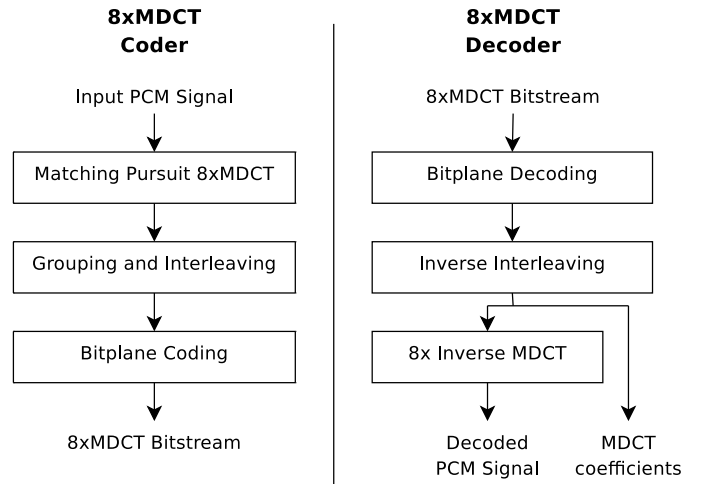 8xMDCT
Coder
Input PCM Signal
Matching Pursuit 8xMDCT
Grouping and Interleaving
Bitplane Coding
8xMDCT Bitstream
8xMDCT
Decoder
8xMDCT Bitstream
Bitplane Decoding
Inverse Interleaving
8x Inverse MDCT
Decoded
PCM Signal
MDCT
coefficients